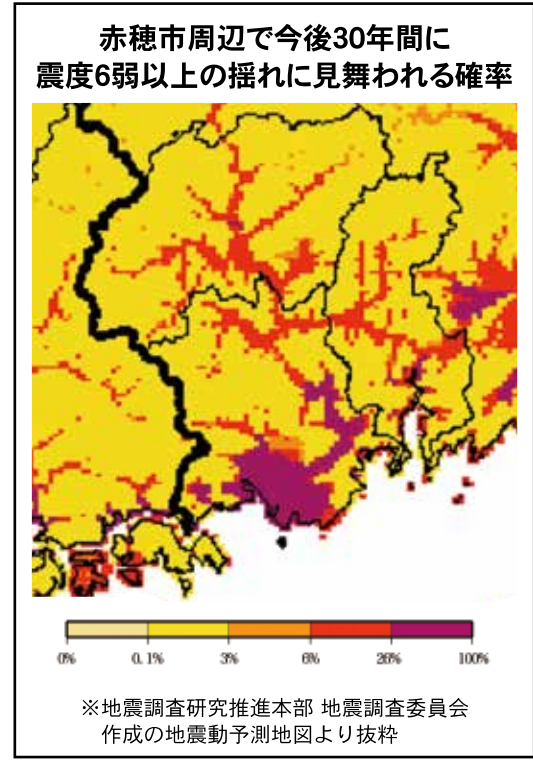 赤穂市周辺で今後30年間に
震度6弱以上の揺れに見舞われる確率
0% 0.1% 3% 6% 26% 100%
※地震調査研究推進本部 地震調査委員会
作成の地震動予測地図より抜粋